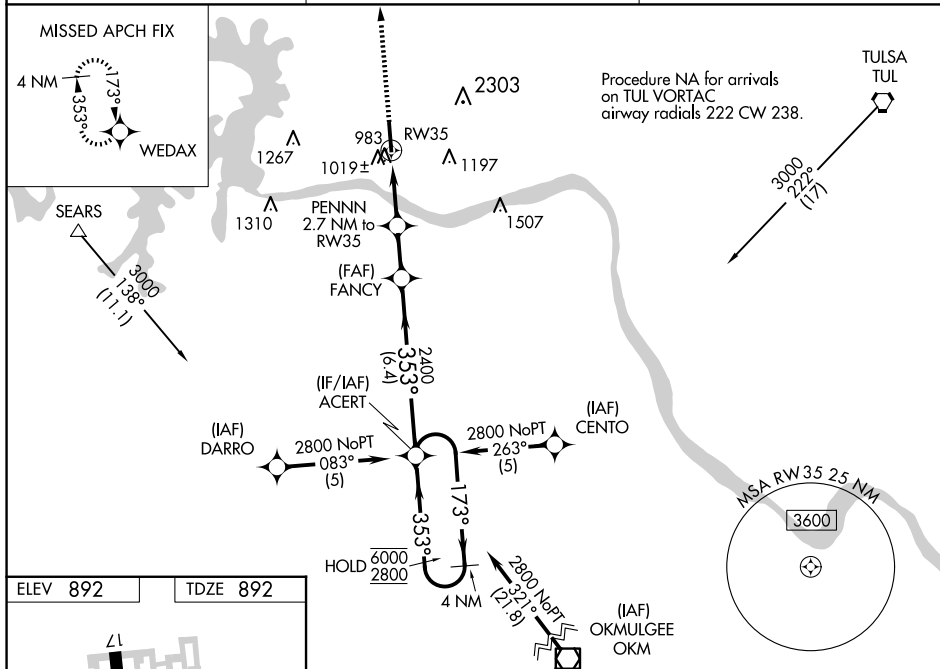 MISSED APCH FIX
4 NM
353°
173°
WEDAX
2303
Procedure NA for arrivals
on TUL VORTAC
airway radials 222 CW 238.
TULSA
TUL
3000
222°
(17)
983
RW35
1267
1019±
1197
1310
PENNN
2.7 NM to
RW35
1507
SEARS
3000
138°
(11.1)
(FAF)
FANCY
2400
353°
(6.4)
(IF/IAF)
ACERT
(IAF)
DARRO
2800 NoPT
083°
(5)
2800 NoPT
263°
(5)
(IAF)
CENTO
353°
173°
HOLD 6000
2800
4 NM
2800 NoPT
321°
(21.8)
(IAF)
OKMULGEE
OKM
MSA RW35 25 NM
3600
ELEV 892
TDZE 892
17